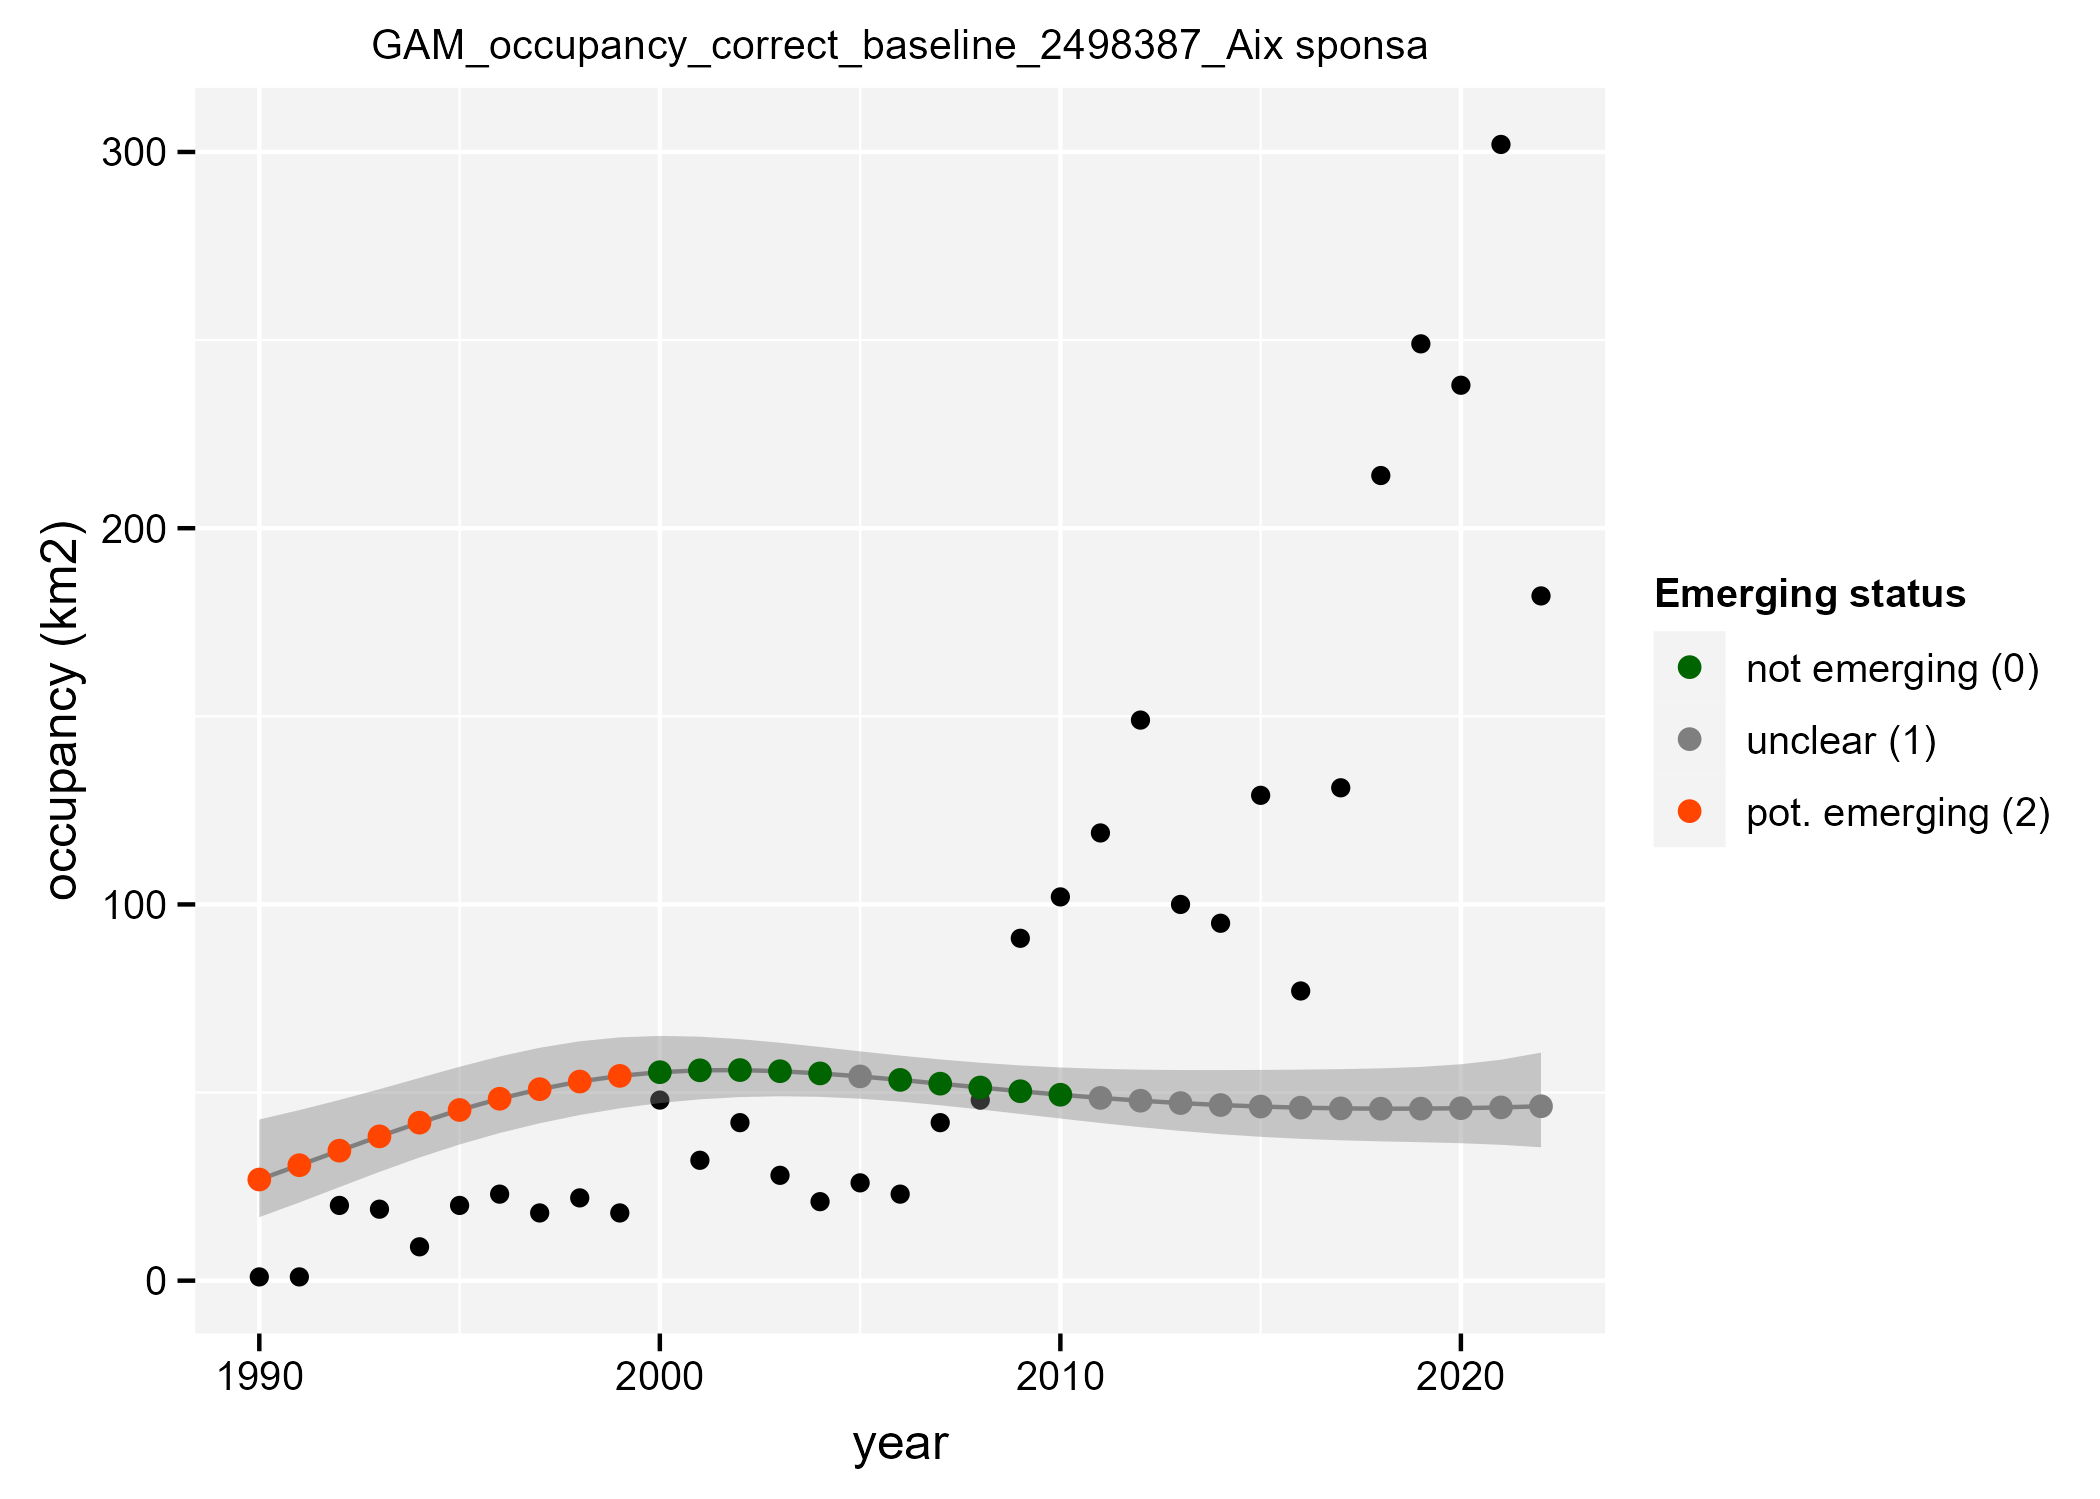 GAM_occupancy_correct_baseline_2498387_Aix sponsa
300
200
100
0
occupancy (km2)
1990 2000 2010 2020
year
Emerging status
not emerging (0)
unclear (1)
pot. emerging (2)